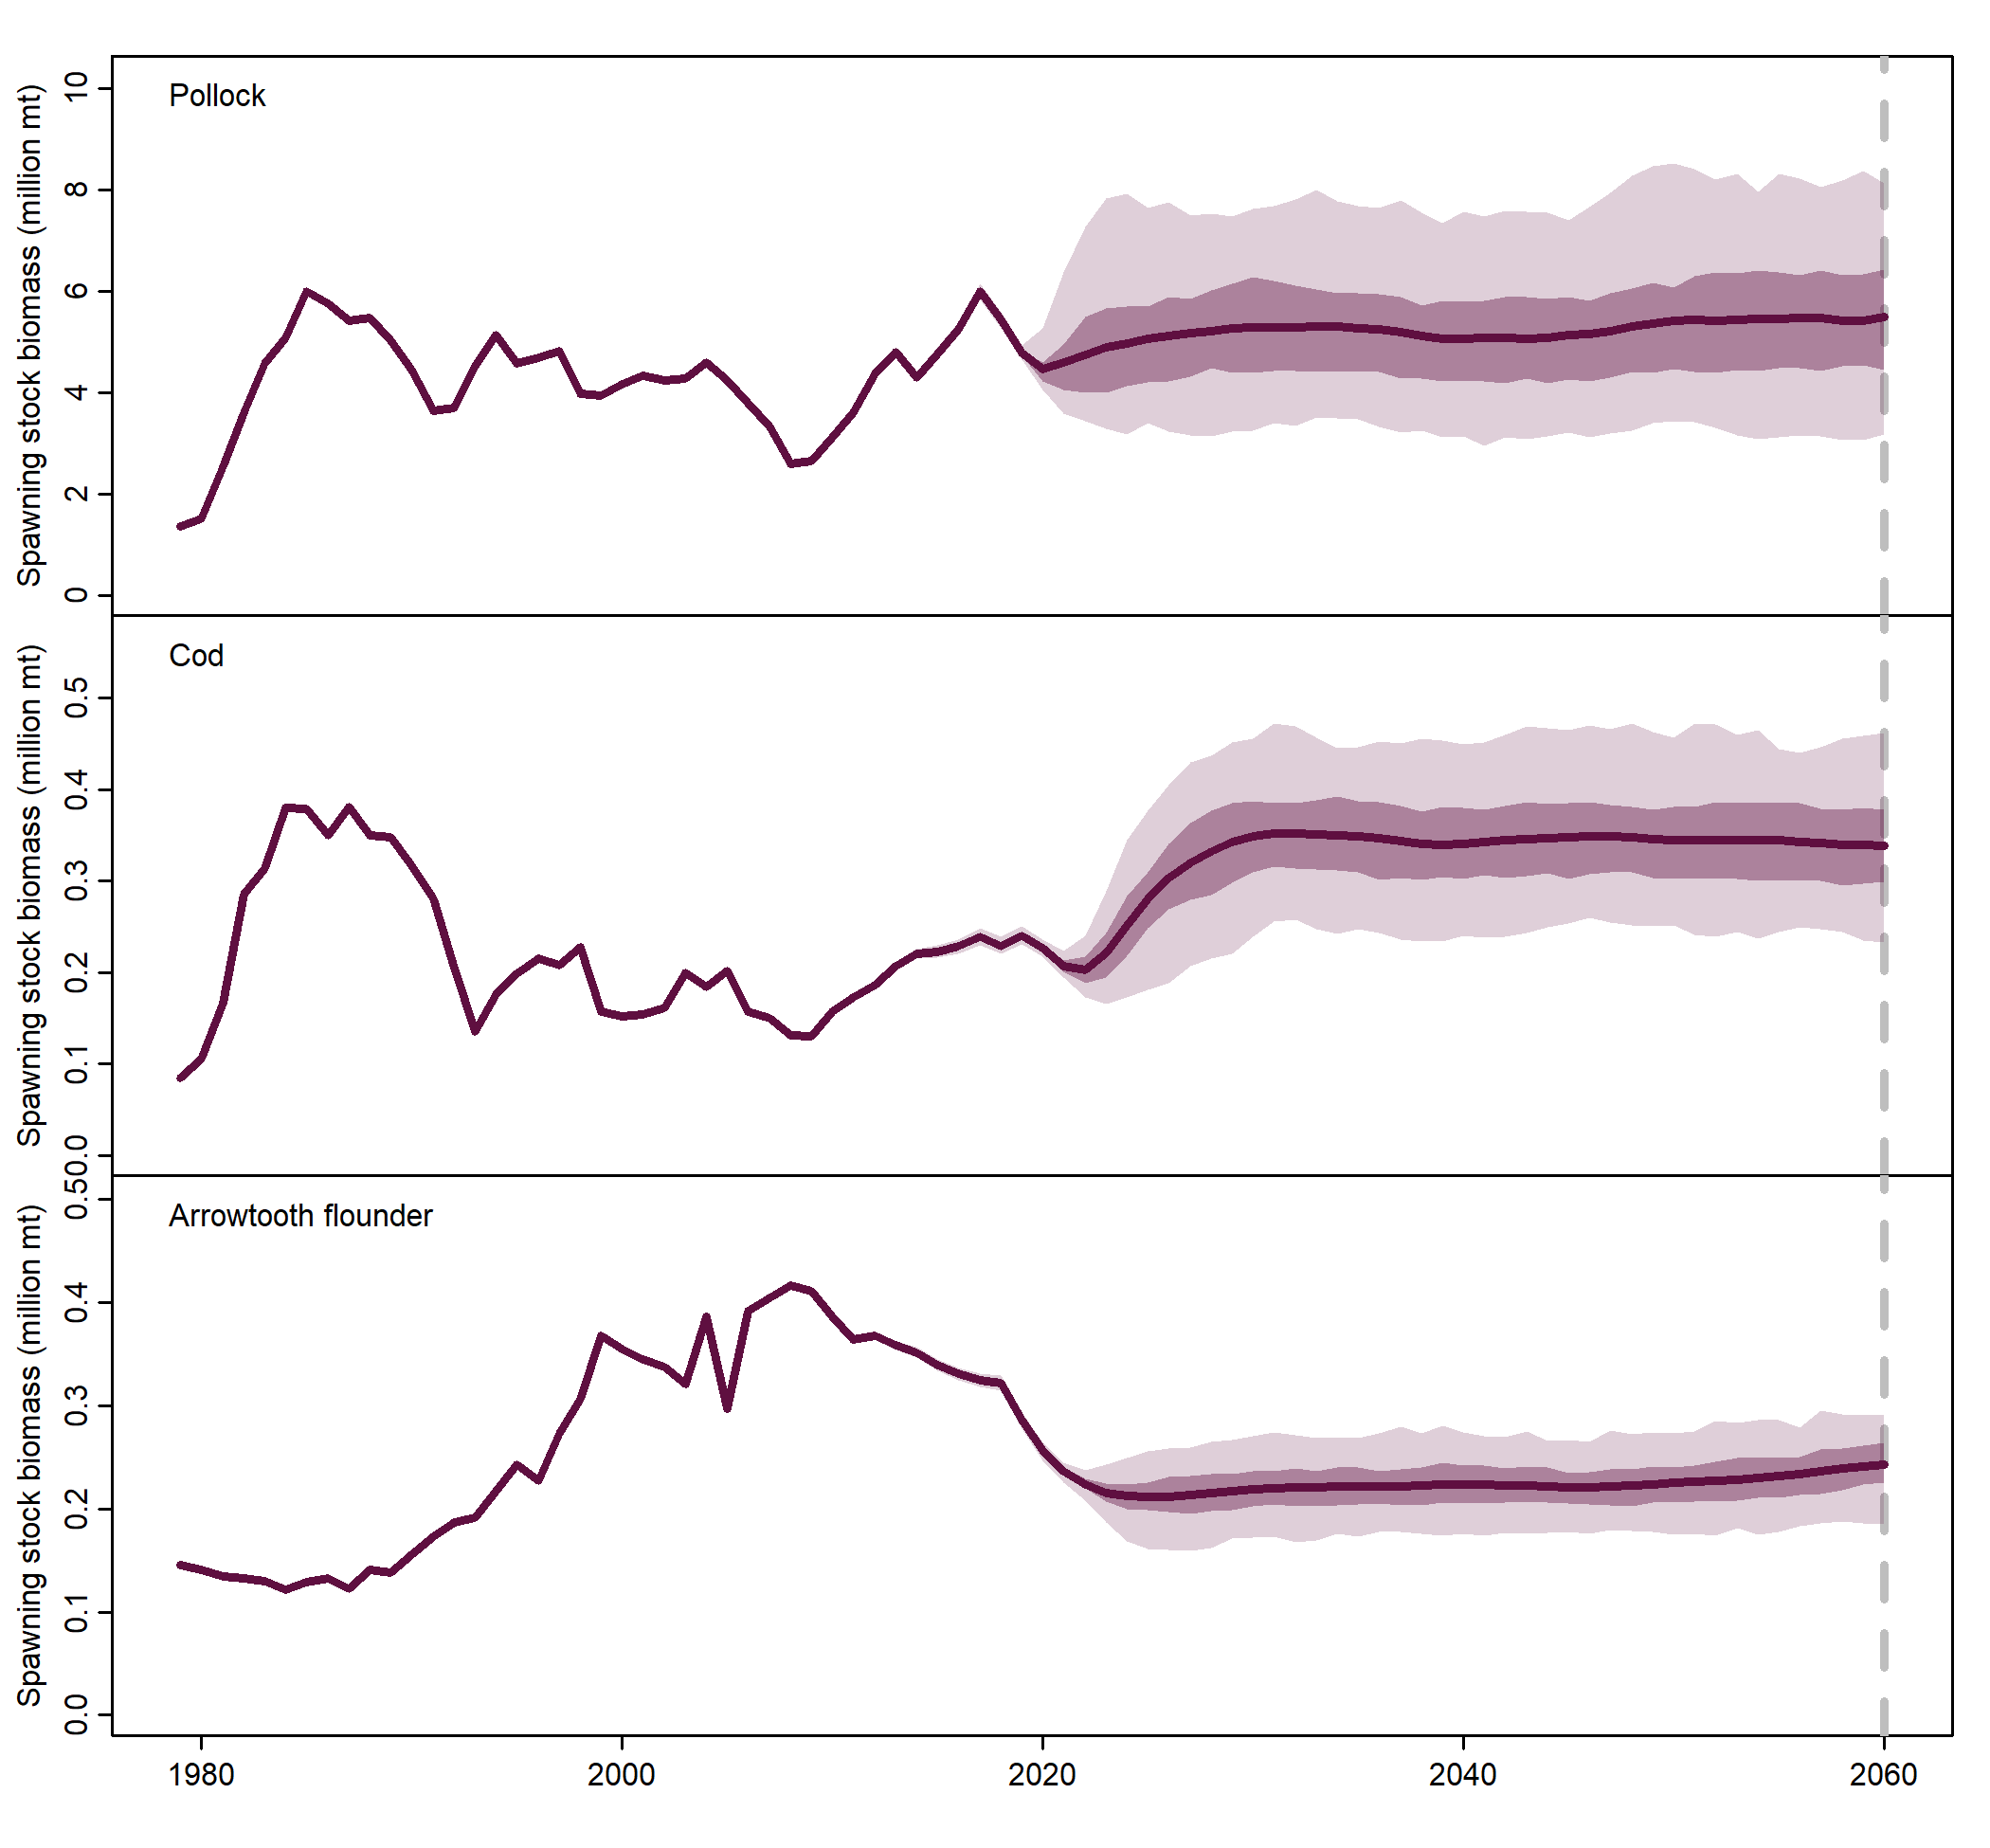 Pollock
Spawning stock biomass (million mt)
10
8
6
4
2
0
Cod
Spawning stock biomass (million mt)
0.5
0.4
0.3
0.2
0.1
0.0
Arrowtooth flounder
Spawning stock biomass (million mt)
0.5
0.4
0.3
0.2
0.1
0.0
1980 2000 2020 2040 2060